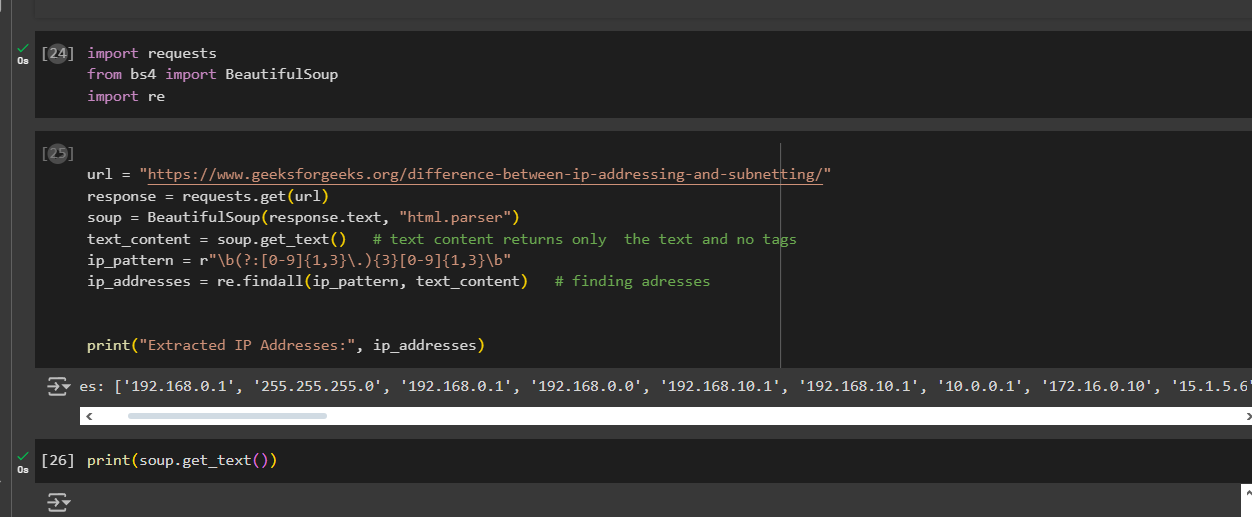 [24] import requests
0s
from bs4 import BeautifulSoup
import re
[25]
url = "https://www.geeksforgeeks.org/difference-between-ip-addressing-and-subnetting/"
response = requests.get(url)
soup = BeautifulSoup(response.text, "html.parser")
text_content = soup.get_text()   # text content returns only  the text and no tags
ip_pattern = r"\b(?:[0-9]{1,3}\.){3}[0-9]{1,3}\b"
ip_addresses = re.findall(ip_pattern, text_content)   # finding adresses
print("Extracted IP Addresses:", ip_addresses)
es: ['192.168.0.1', '255.255.255.0', '192.168.0.1', '192.168.0.0', '192.168.10.1', '192.168.10.1', '10.0.0.1', '172.16.0.10', '15.1.5.6'
[26] print(soup.get_text())
0s